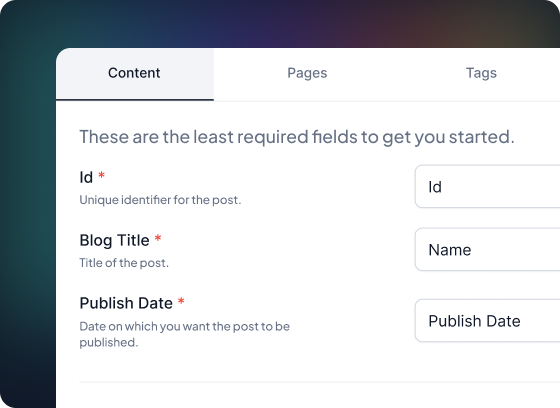 Content Pages Tags
These are the least required fields to get you started.
Id * Id
Unique identifier for the post.
Blog Title * Name
Title of the post.
Publish Date * Publish Date
Date on which you want the post to be
published.